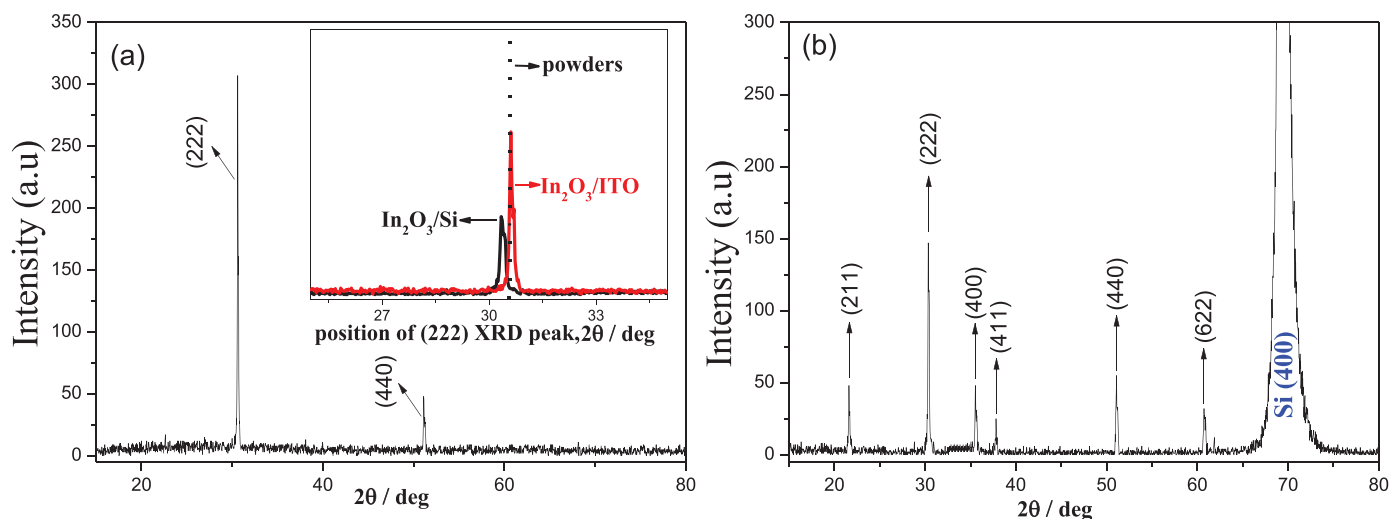 (a)
Intensity (a.u)
350
300
250
200
150
100
50
0
(222)
(440)
powders
In₂O₃/ITO
In₂O₃/Si
27 30 33
position of (222) XRD peak,2θ / deg
20 40 60 80
2θ / deg
(b)
Intensity (a.u)
300
250
200
150
100
50
0
(211)
(222)
(400)
(411)
(440)
(622)
Si (400)
20 30 40 50 60 70 80
2θ / deg